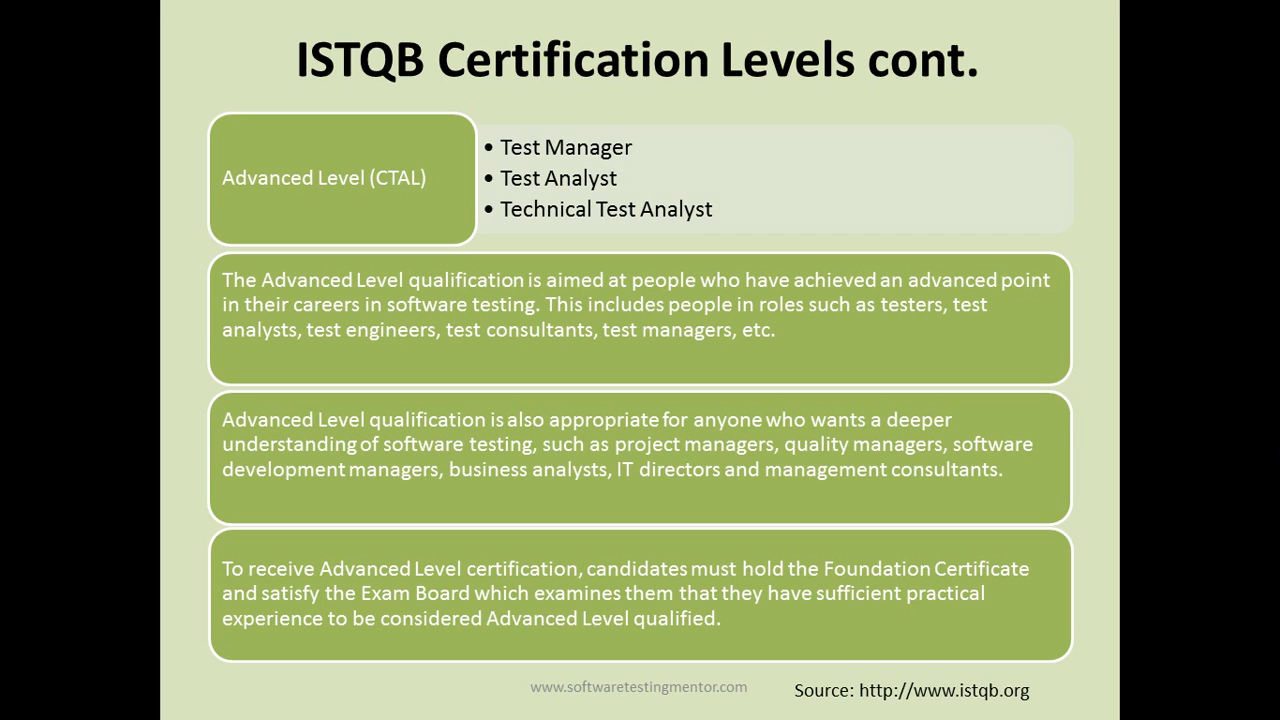 ISTQB Certification Levels cont.
Advanced Level (CTAL)
• Test Manager
• Test Analyst
• Technical Test Analyst
The Advanced Level qualification is aimed at people who have achieved an advanced point
in their careers in software testing. This includes people in roles such as testers, test
analysts, test engineers, test consultants, test managers, etc.
Advanced Level qualification is also appropriate for anyone who wants a deeper
understanding of software testing, such as project managers, quality managers, software
development managers, business analysts, IT directors and management consultants.
To receive Advanced Level certification, candidates must hold the Foundation Certificate
and satisfy the Exam Board which examines them that they have sufficient practical
experience to be considered Advanced Level qualified.
www.softwaretestingmentor.com
Source: http://www.istqb.org